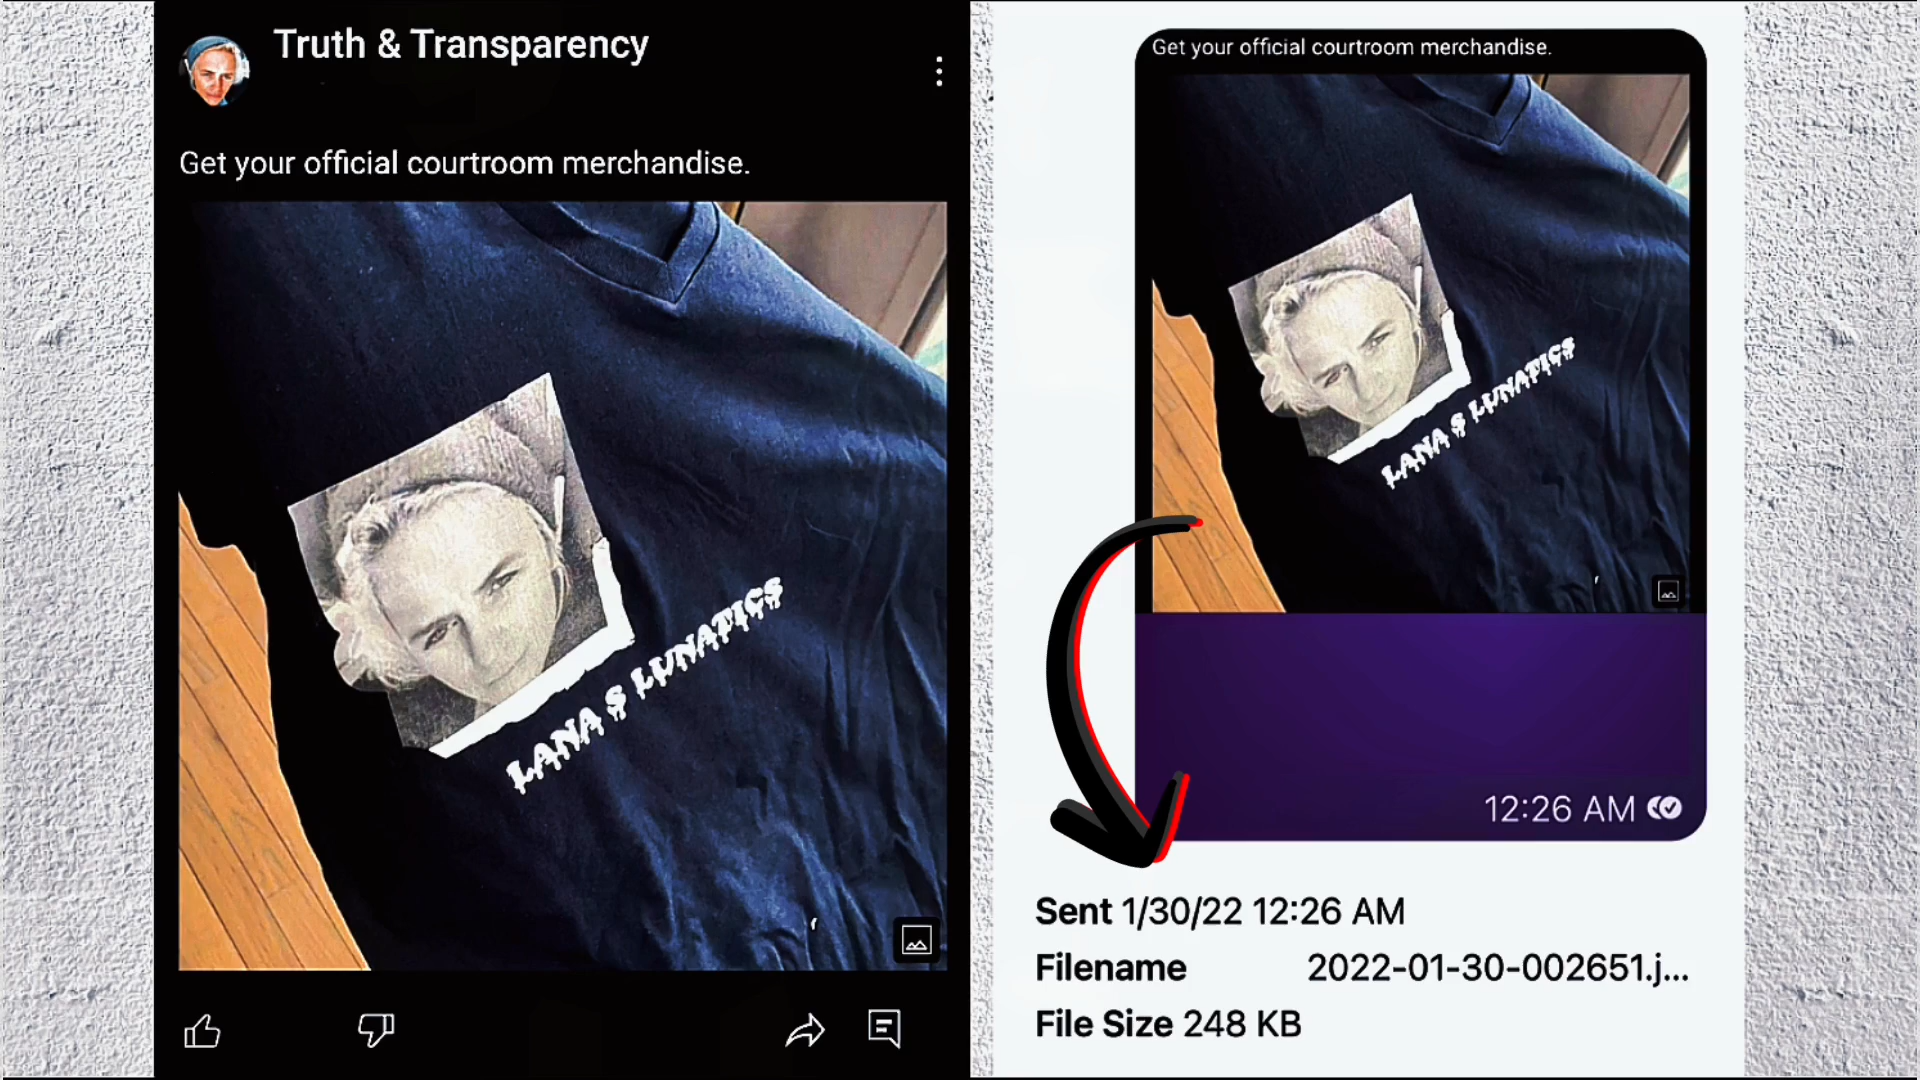 Truth & Transparency
Get your official courtroom merchandise.
LANA S LUNATICS
Get your official courtroom merchandise.
LANA S LUNATICS
12:26 AM
Sent 1/30/22 12:26 AM
Filename 2022-01-30-002651.j...
File Size 248 KB